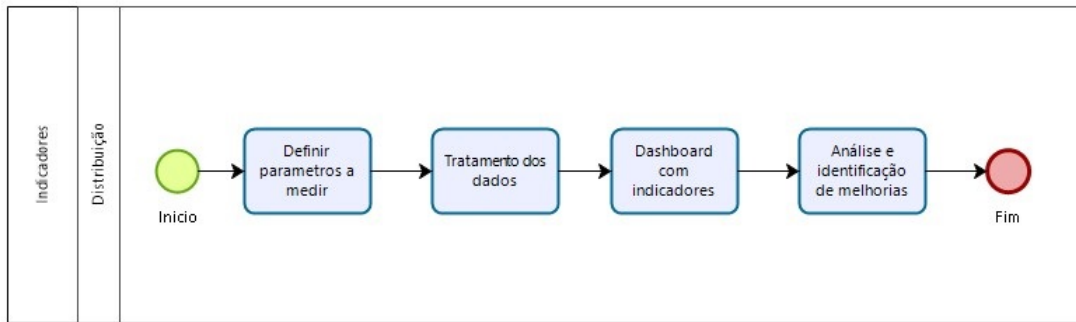 Indicadores
Distribuição
Inicio
Definir
parametros a
medir
Tratamento dos
dados
Dashboard
com
indicadores
Análise e
identificação
de melhorias
Fim